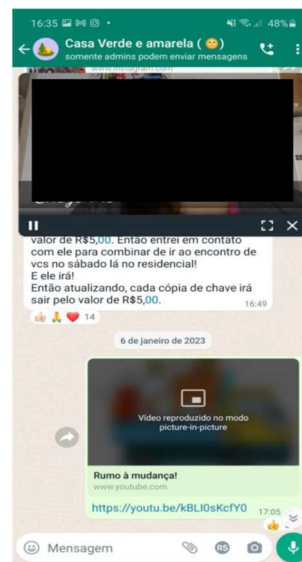 16:35
48%
Casa Verde e amarela ( )
somente admins podem enviar mensagens
www.instagram.com
valor de R$5,00. Então entrei em contato
com ele para combinar de ir ao encontro de
vcs no sábado lá no residencial!
E ele irá!
Então atualizando, cada cópia de chave irá
sair pelo valor de R$5,00.
16:49
14
6 de janeiro de 2023
Vídeo reproduzido no modo
picture-in-picture
Rumo à mudança!
www.youtube.com
https://youtu.be/kBLI0sKcfY0
17:05
Mensagem
R$